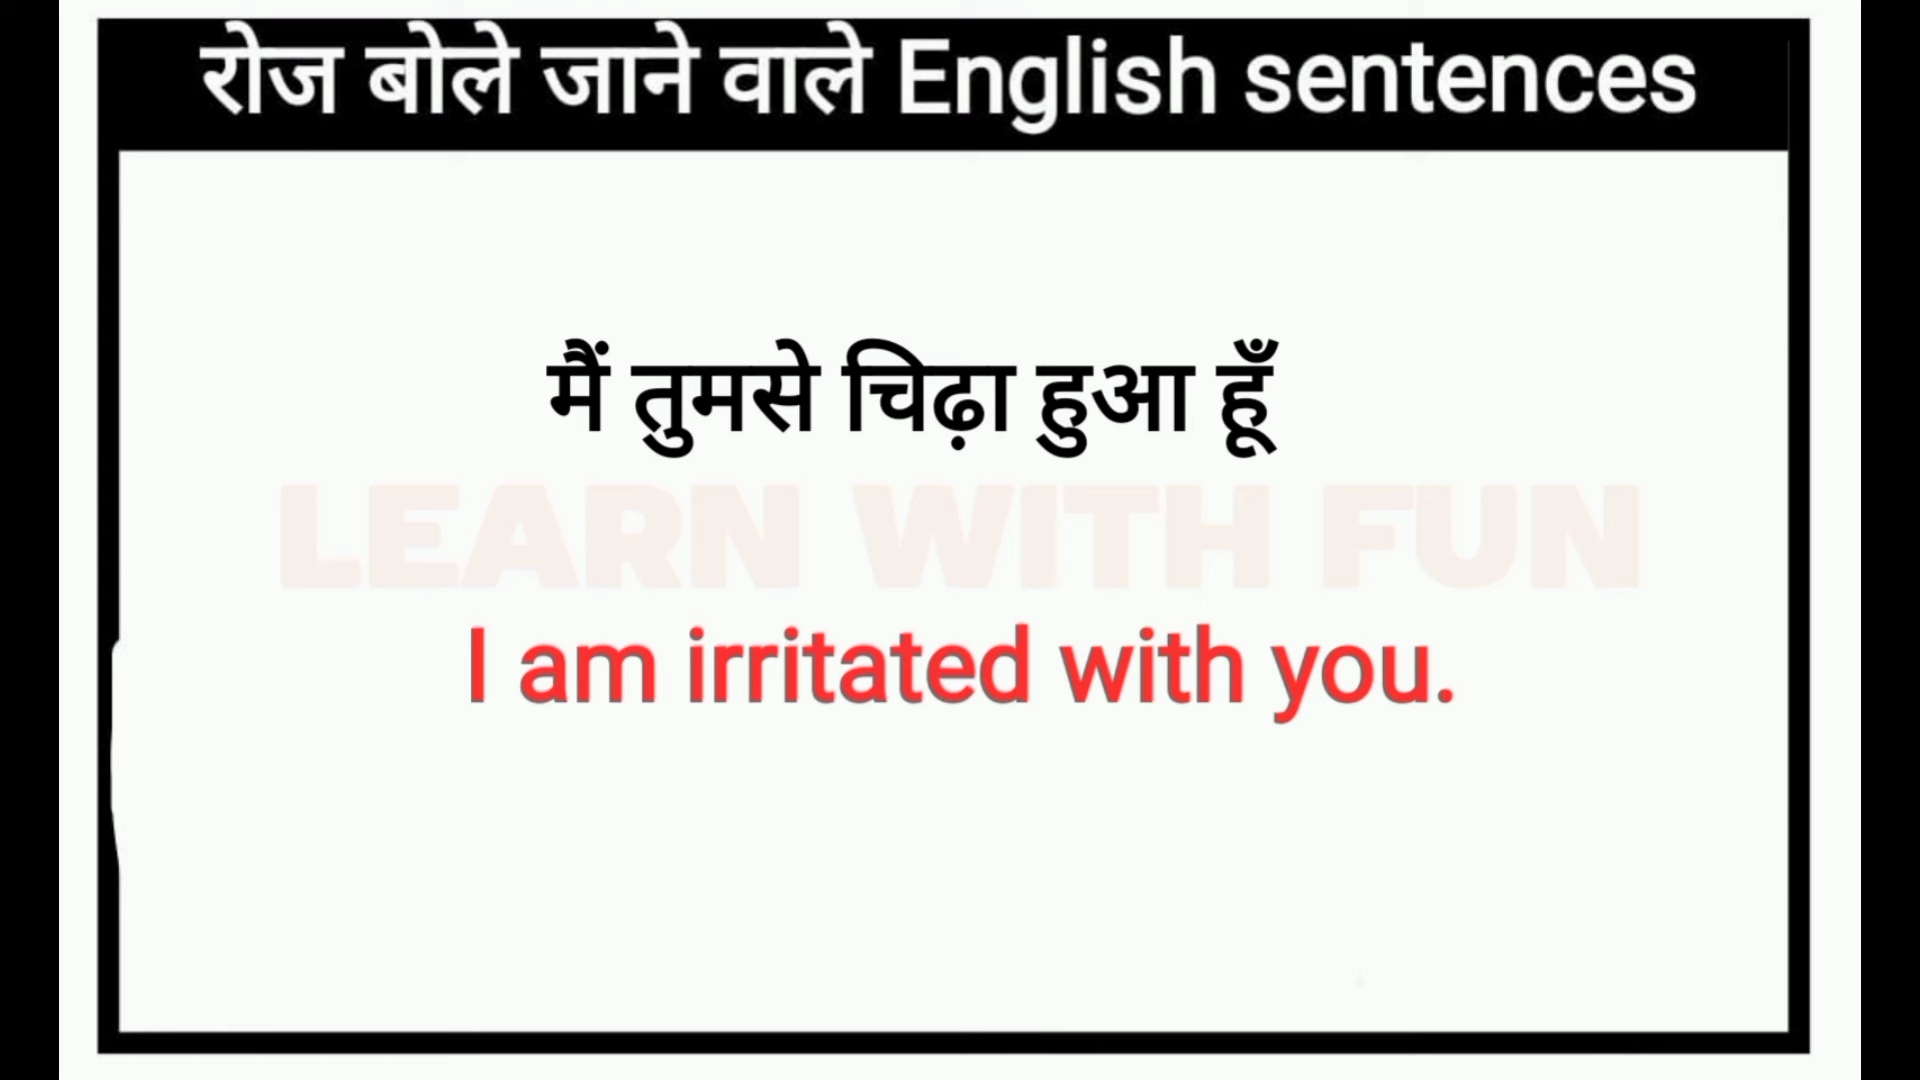 रोज बोले जाने वाले English sentences
मैं तुमसे चिढ़ा हुआ हूँ
LEARN WITH FUN
I am irritated with you.